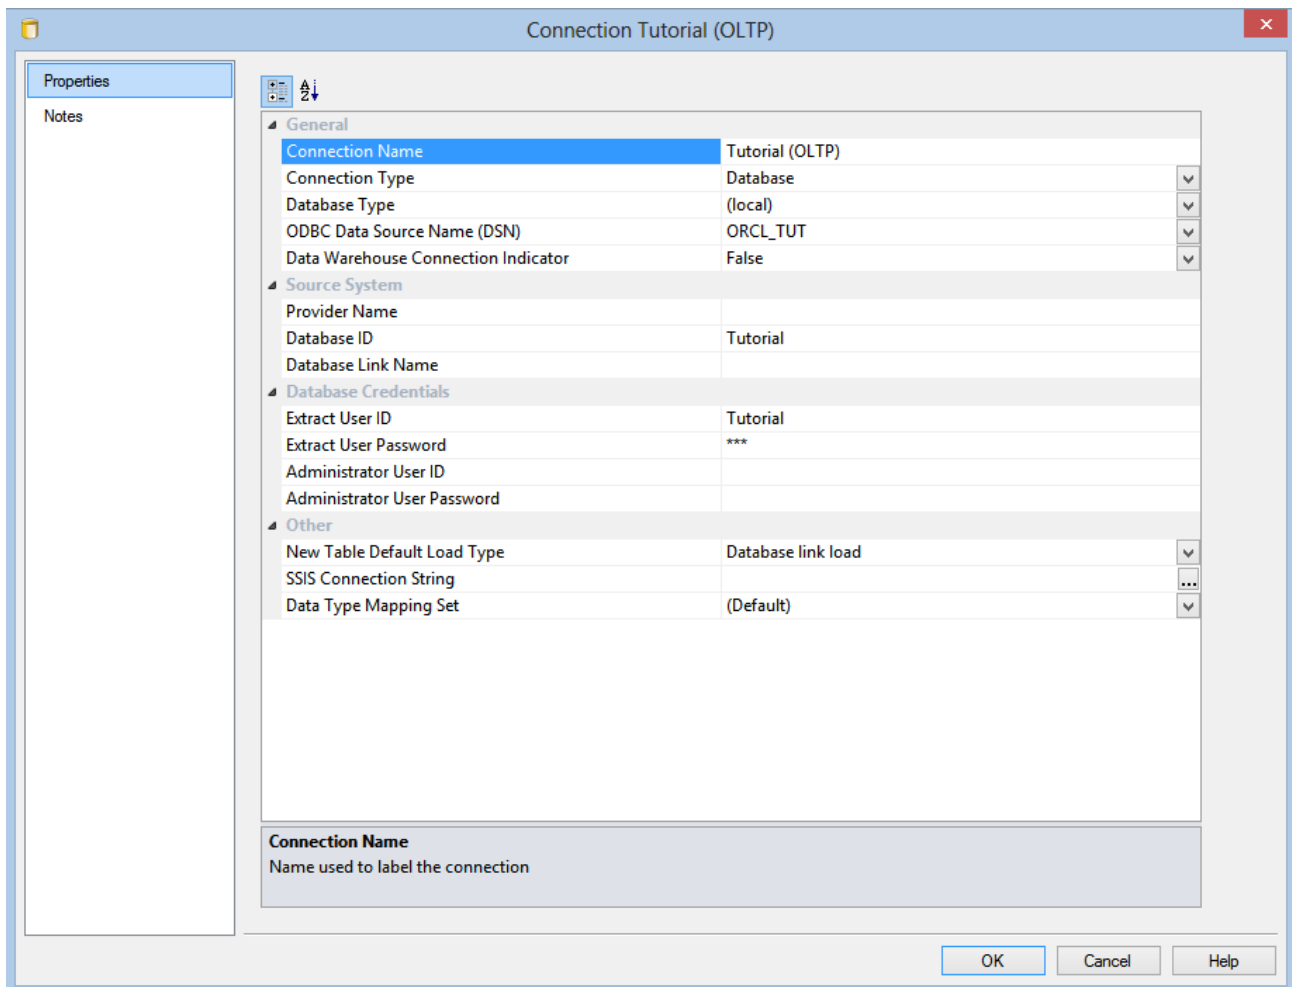 Connection Tutorial (OLTP)
Properties
Notes
General
Connection Name Tutorial (OLTP)
Connection Type Database
Database Type (local)
ODBC Data Source Name (DSN) ORCL_TUT
Data Warehouse Connection Indicator False
Source System
Provider Name
Database ID Tutorial
Database Link Name
Database Credentials
Extract User ID Tutorial
Extract User Password ***
Administrator User ID
Administrator User Password
Other
New Table Default Load Type Database link load
SSIS Connection String ...
Data Type Mapping Set (Default)
Connection Name
Name used to label the connection
OK Cancel Help